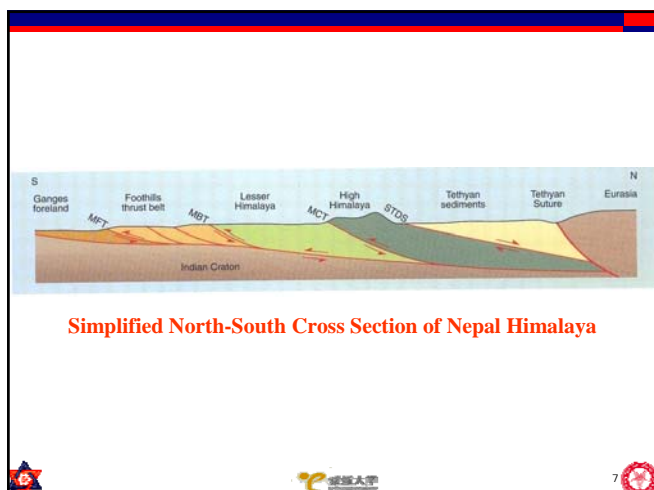 S
N
Ganges
foreland
Foothills
thrust belt
Lesser
Himalaya
High
Himalaya
Tethyan
sediments
Tethyan
Suture
Eurasia
MFT
MBT
MCT
STDS
Indian Craton
Simplified North-South Cross Section of Nepal Himalaya
7